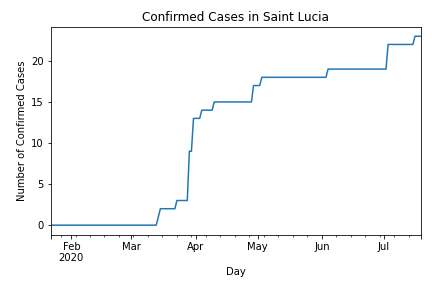 Confirmed Cases in Saint Lucia
Number of Confirmed Cases
20
15
10
5
0
Feb Mar Apr May Jun Jul
2020
Day